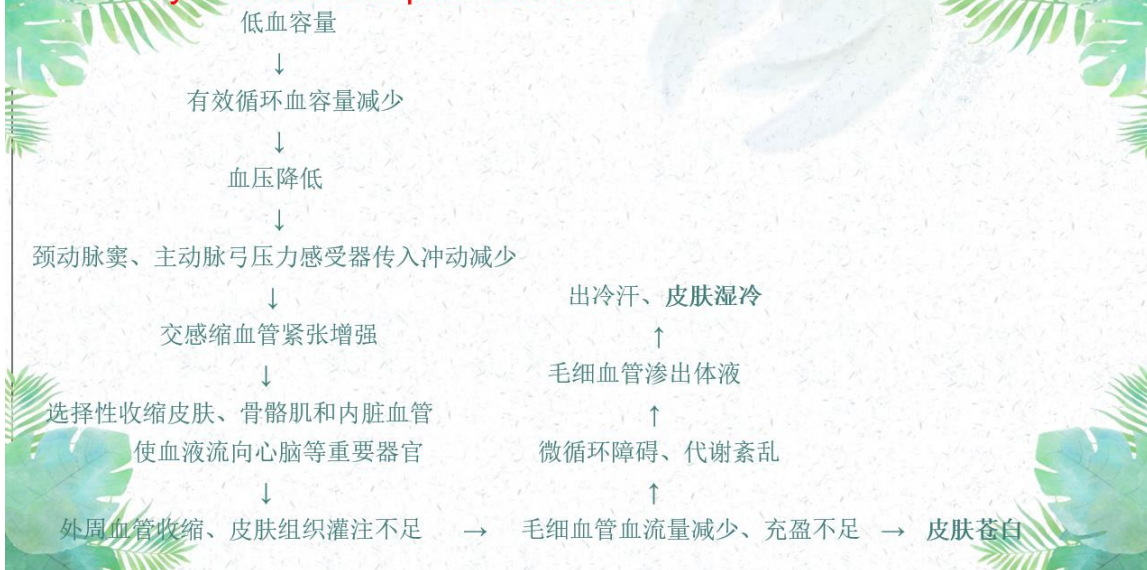 低血容量
↓
有效循环血容量减少
↓
血压降低
↓
颈动脉窦、主动脉弓压力感受器传入冲动减少
↓
交感缩血管紧张增强
↓
选择性收缩皮肤、骨骼肌和内脏血管
使血液流向心脑等重要器官
↓
外周血管收缩、皮肤组织灌注不足 → 毛细血管血流量减少、充盈不足 → 皮肤苍白
↑
微循环障碍、代谢紊乱
↑
毛细血管渗出体液
↑
出冷汗、皮肤湿冷